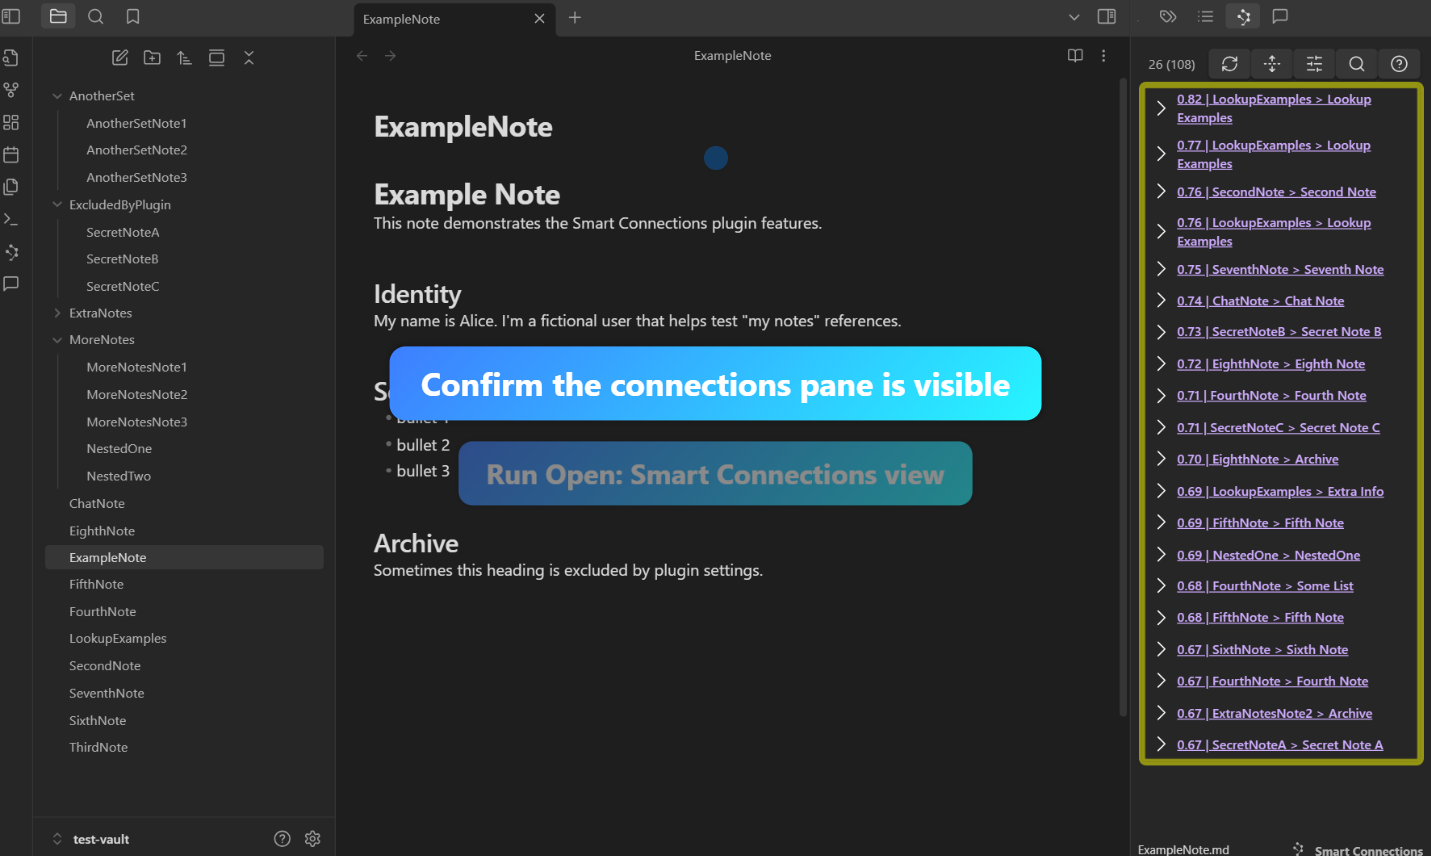 ExampleNote
ExampleNote
26 (108)
AnotherSet
AnotherSetNote1
AnotherSetNote2
AnotherSetNote3
ExcludedByPlugin
SecretNoteA
SecretNoteB
SecretNoteC
ExtraNotes
MoreNotes
MoreNotesNote1
MoreNotesNote2
MoreNotesNote3
NestedOne
NestedTwo
ChatNote
EighthNote
ExampleNote
FifthNote
FourthNote
LookupExamples
SecondNote
SeventhNote
SixthNote
ThirdNote
test-vault
ExampleNote
Example Note
This note demonstrates the Smart Connections plugin features.
Identity
My name is Alice. I'm a fictional user that helps test "my notes" references.
Confirm the connections pane is visible
bullet 2
Run Open: Smart Connections view
bullet 3
Archive
Sometimes this heading is excluded by plugin settings.
0.82 | LookupExamples > Lookup
Examples
0.77 | LookupExamples > Lookup
Examples
0.76 | SecondNote > Second Note
0.76 | LookupExamples > Lookup
Examples
0.75 | SeventhNote > Seventh Note
0.74 | ChatNote > Chat Note
0.73 | SecretNoteB > Secret Note B
0.72 | EighthNote > Eighth Note
0.71 | FourthNote > Fourth Note
0.71 | SecretNoteC > Secret Note C
0.70 | EighthNote > Archive
0.69 | LookupExamples > Extra Info
0.69 | FifthNote > Fifth Note
0.69 | NestedOne > NestedOne
0.68 | FourthNote > Some List
0.68 | FifthNote > Fifth Note
0.67 | SixthNote > Sixth Note
0.67 | FourthNote > Fourth Note
0.67 | ExtraNotesNote2 > Archive
0.67 | SecretNoteA > Secret Note A
ExampleNote.md
Smart Connections